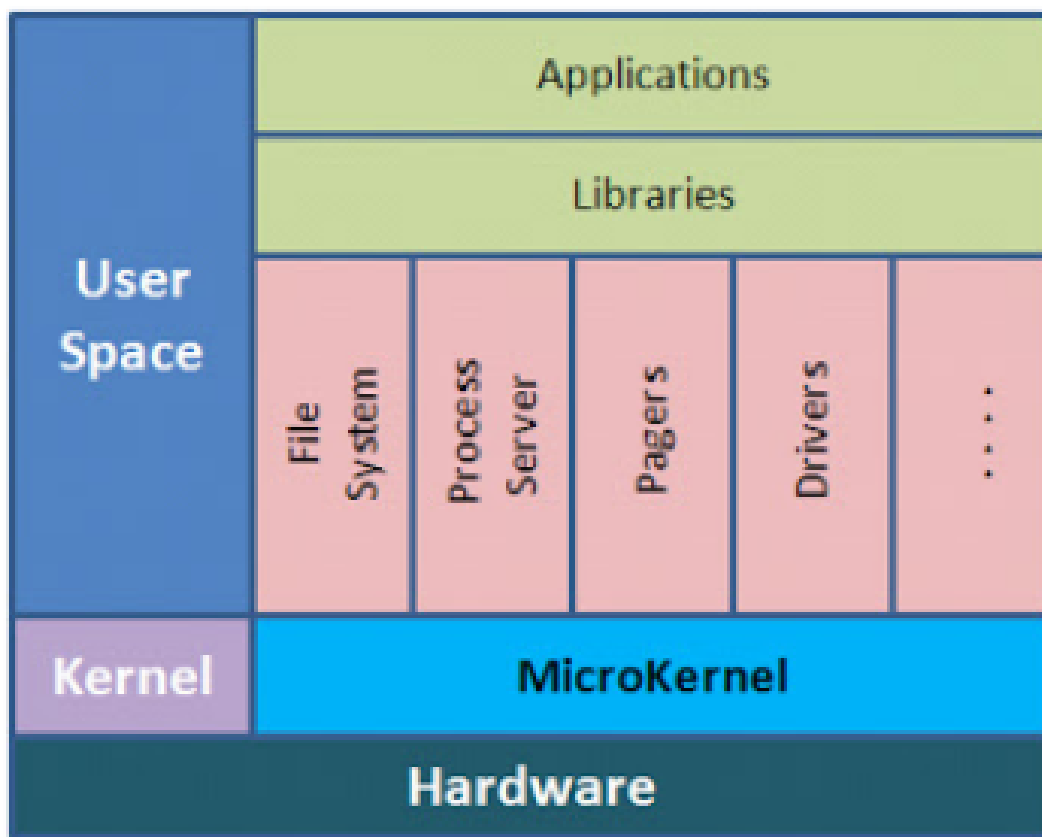 Applications
Libraries
User
Space
File
System
Process
Server
Pagers
Drivers
.....
Kernel
MicroKernel
Hardware